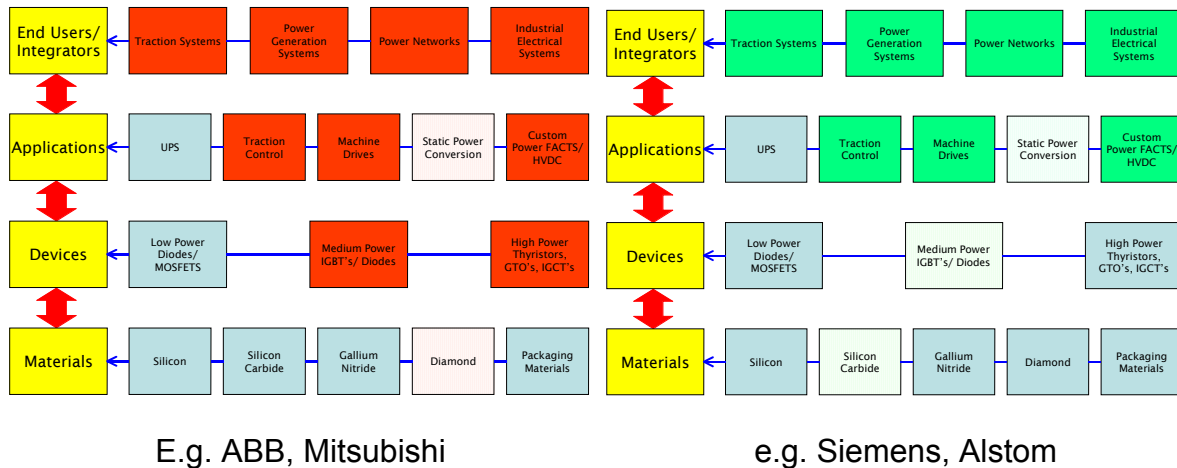 End Users/
Integrators
Traction Systems
Power
Generation
Systems
Power Networks
Industrial
Electrical
Systems
Applications
UPS
Traction
Control
Machine
Drives
Static Power
Conversion
Custom
Power FACTS/
HVDC
Devices
Low Power
Diodes/
MOSFETS
Medium Power
IGBT's/ Diodes
High Power
Thyristors,
GTO's, IGCT's
Materials
Silicon
Silicon
Carbide
Gallium
Nitride
Diamond
Packaging
Materials
E.g. ABB, Mitsubishi
End Users/
Integrators
Traction Systems
Power
Generation
Systems
Power Networks
Industrial
Electrical
Systems
Applications
UPS
Traction
Control
Machine
Drives
Static Power
Conversion
Custom
Power FACTS/
HVDC
Devices
Low Power
Diodes/
MOSFETS
Medium Power
IGBT's/ Diodes
High Power
Thyristors,
GTO's, IGCT's
Materials
Silicon
Silicon
Carbide
Gallium
Nitride
Diamond
Packaging
Materials
e.g. Siemens, Alstom